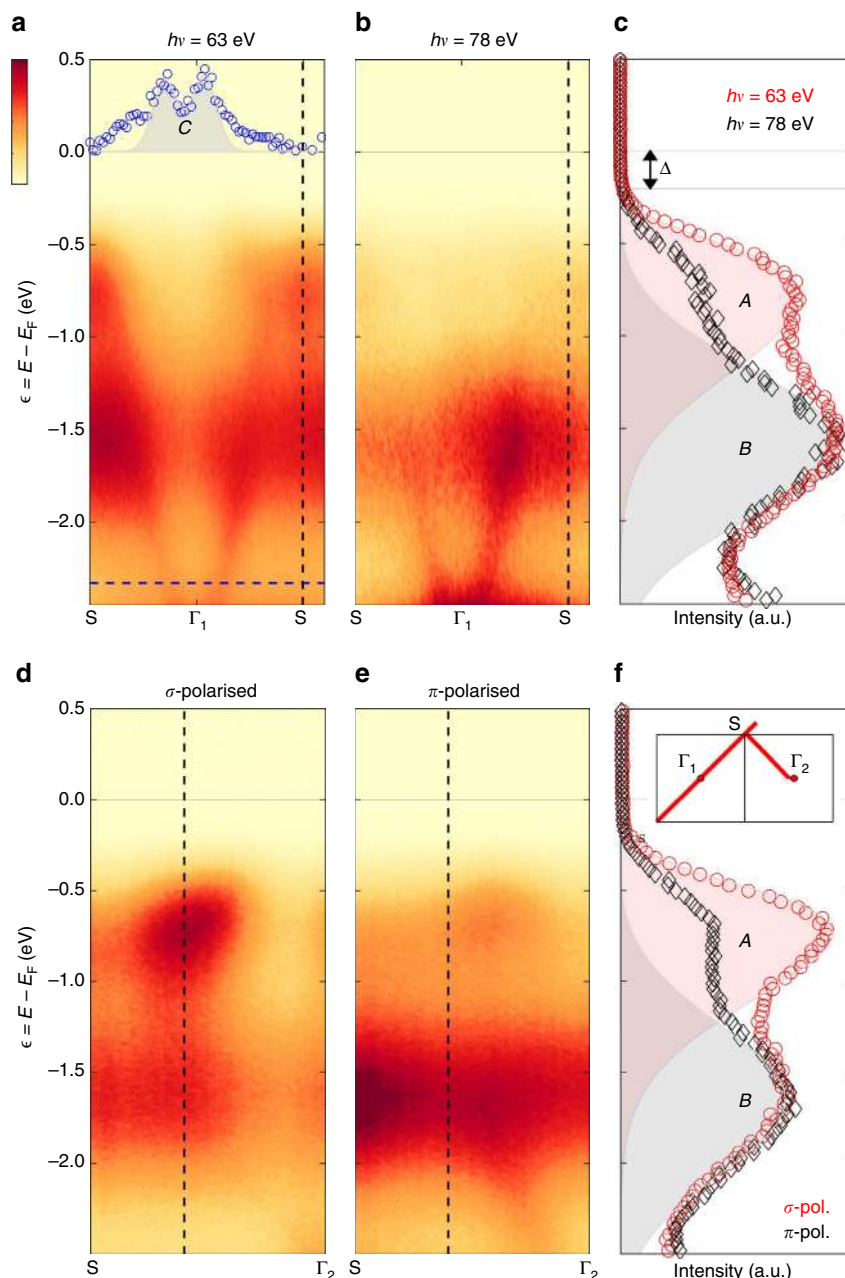 a
hν = 63 eV
b
hν = 78 eV
c
0.5
0.0
−0.5
−1.0
−1.5
−2.0
ϵ = E − E_F (eV)
C
S
Γ₁
S
S
Γ₁
S
hν = 63 eV
hν = 78 eV
Δ
A
B
Intensity (a.u.)
d
σ-polarised
e
π-polarised
f
0.5
0.0
−0.5
−1.0
−1.5
−2.0
ϵ = E − E_F (eV)
S
Γ₂
S
Γ₂
S
Γ₁
Γ₂
s
A
B
σ-pol.
π-pol.
Intensity (a.u.)